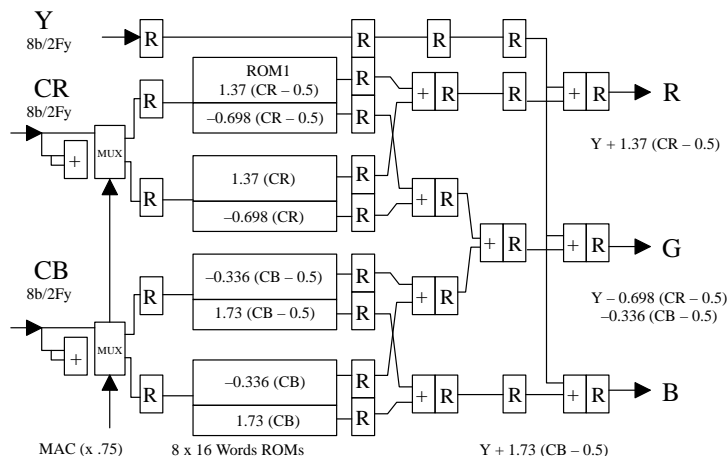 Y
8b/2Fy
R
R
R
R
CR
8b/2Fy
R
ROM1
1.37 (CR – 0.5)
–0.698 (CR – 0.5)
R
R
+
R
R
+
R
R
Y + 1.37 (CR – 0.5)
+
MUX
R
1.37 (CR)
–0.698 (CR)
R
R
+
R
+
R
+
R
G
Y – 0.698 (CR – 0.5)
–0.336 (CB – 0.5)
CB
8b/2Fy
R
–0.336 (CB – 0.5)
1.73 (CB – 0.5)
R
R
+
R
+
MUX
R
–0.336 (CB)
1.73 (CB)
R
R
+
R
R
+
R
B
MAC (x .75)
8 x 16 Words ROMs
Y + 1.73 (CB – 0.5)